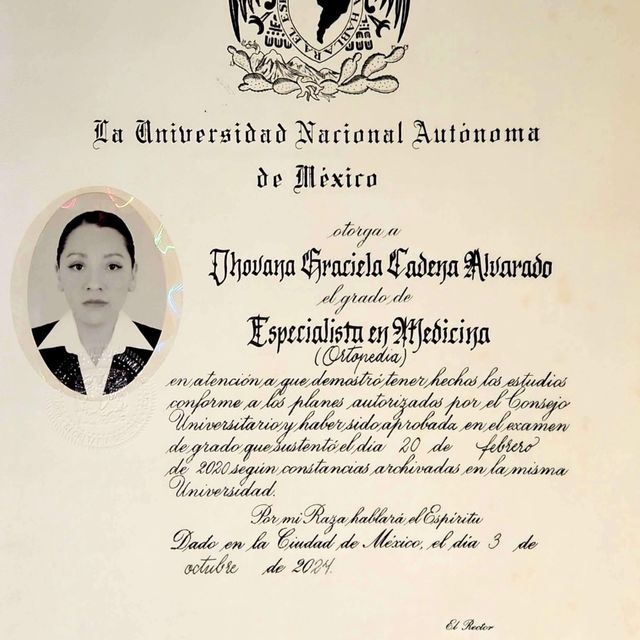 HABLARA EL ESP
La Universidad Nacional Autónoma
de México
otorga a
Jhovana Graciela Cadena Alvarado
el grado de
Especialista en Medicina
(Ortopedia)
en atención a que demostró tener hechos los estudios
conforme a los planes autorizados por el Consejo
Universitario y haber sido aprobada en el examen
de grado que sustentó el día 20 de febrero
de 2020 según constancias archivadas en la misma
Universidad.
Por mi Raza hablará el Espíritu
Dado en la Ciudad de México, el día 3 de
octubre de 2024.
El Rector